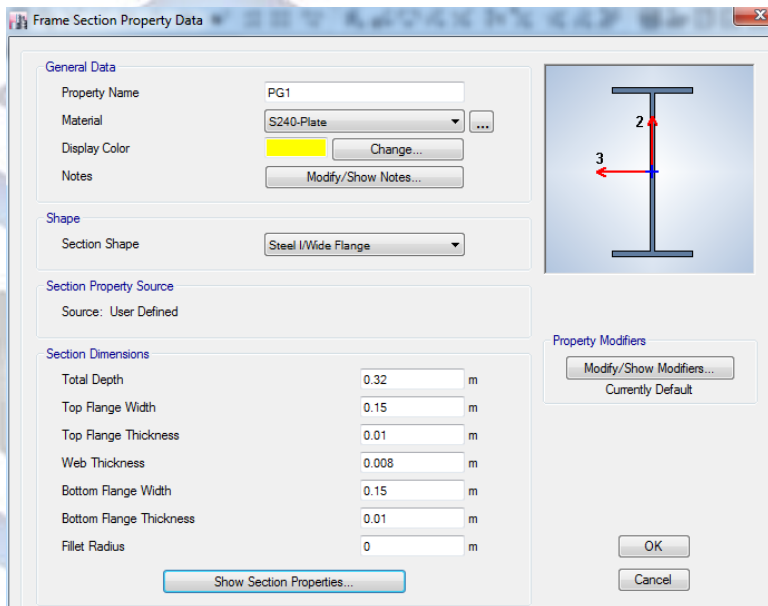 Frame Section Property Data
General Data
Property Name PG1
Material S240-Plate ...
Display Color Change...
Notes Modify/Show Notes...
Shape
Section Shape Steel I/Wide Flange
Section Property Source
Source: User Defined
Section Dimensions
Total Depth 0.32 m
Top Flange Width 0.15 m
Top Flange Thickness 0.01 m
Web Thickness 0.008 m
Bottom Flange Width 0.15 m
Bottom Flange Thickness 0.01 m
Fillet Radius 0 m
Show Section Properties...
2
3
Property Modifiers
Modify/Show Modifiers...
Currently Default
OK
Cancel